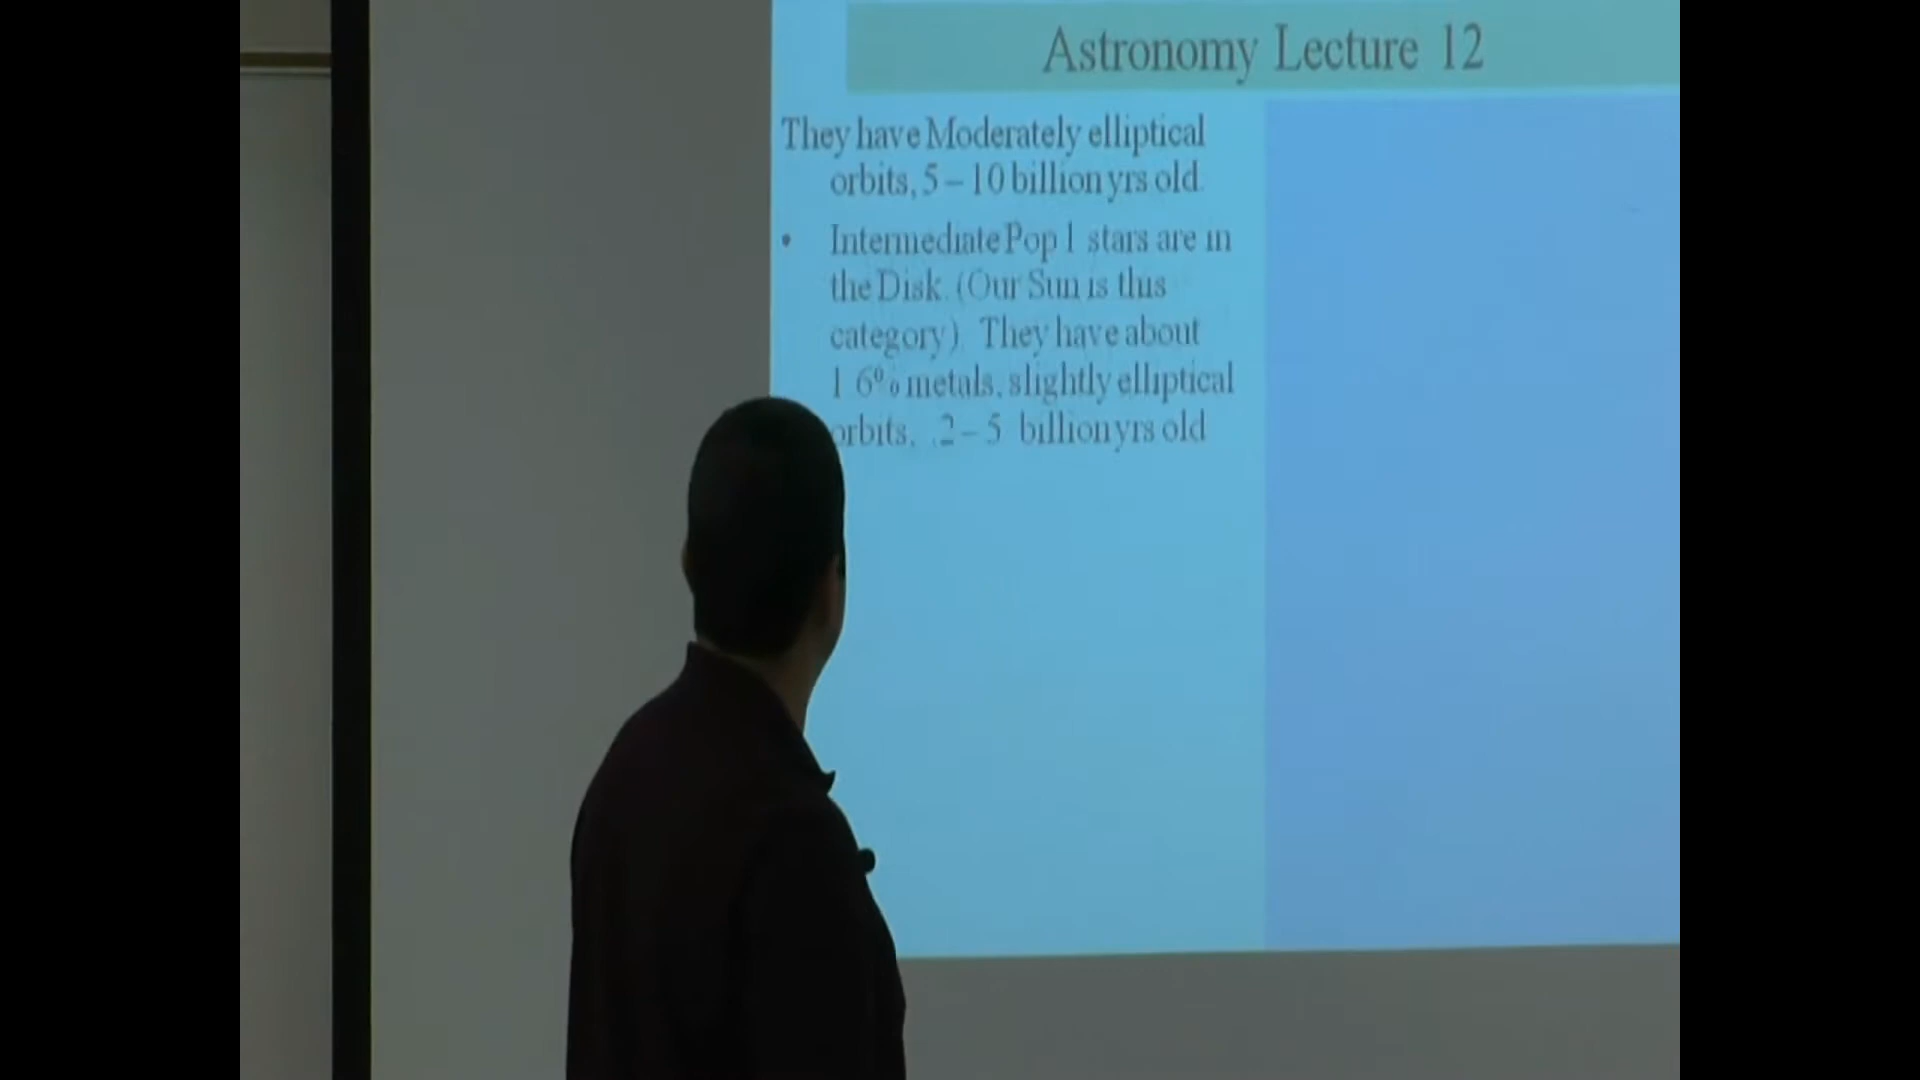 Astronomy Lecture 12
They have Moderately elliptical
orbits, 5 – 10 billion yrs old.
• Intermediate Pop 1 stars are in
the Disk. (Our Sun is this
category). They have about
1.6% metals, slightly elliptical
orbits, .2 – 5 billion yrs old